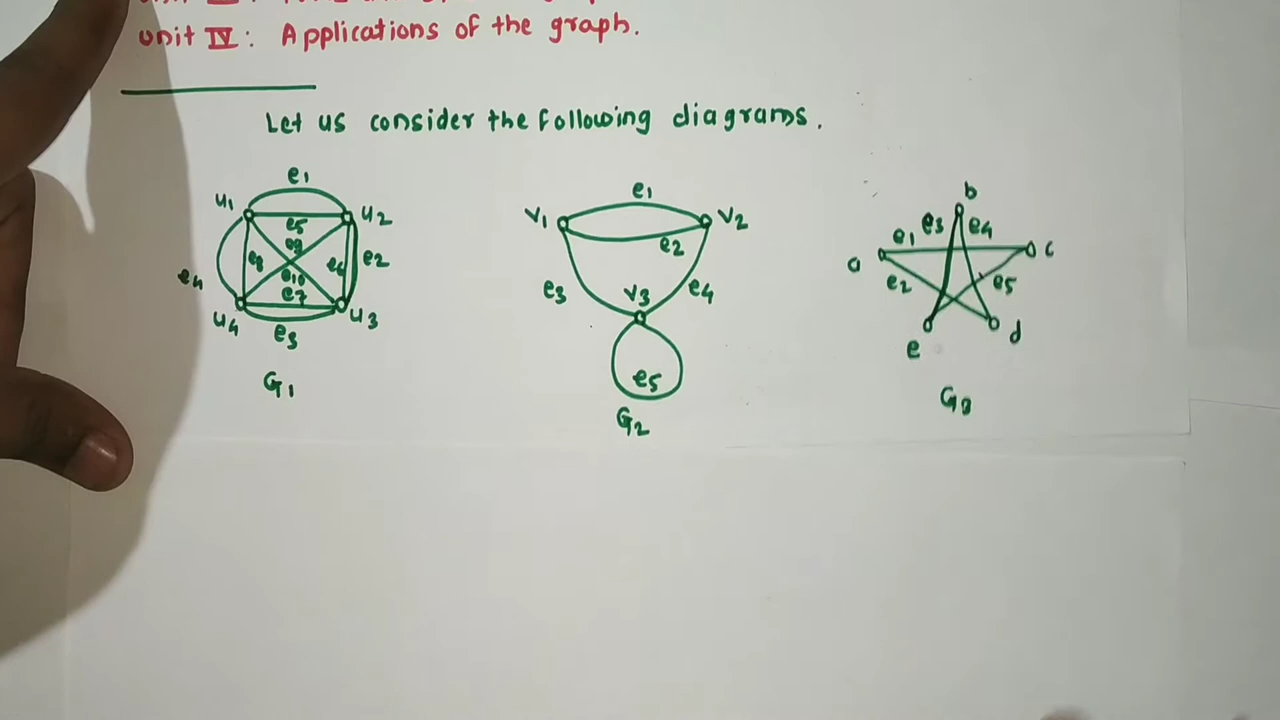 unit IV: Applications of the graph.
Let us consider the following diagrams.
e1
u1 u2
e5
e9
e8 e6 e2
e4
e10
e7
u4 u3
e3
G1
e1
v1 v2
e2
e3 v3 e4
e5
G2
b
e1 e3 e4
a c
e2 e5
e d
G3